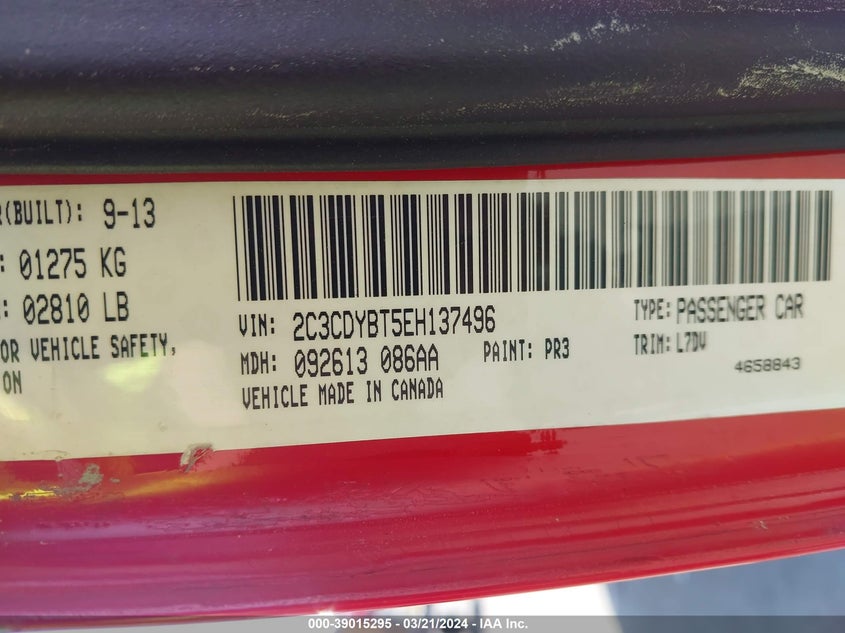 R(BUILT): 9-13
: 01275 KG
: 02810 LB
OR VEHICLE SAFETY,
ON
VIN: 2C3CDYBT5EH137496
TYPE: PASSENGER CAR
MDH: 092613 086AA
PAINT: PR3
TRIM: L7DV
VEHICLE MADE IN CANADA
4658843
000-39015295 - 03/21/2024 - IAA Inc.